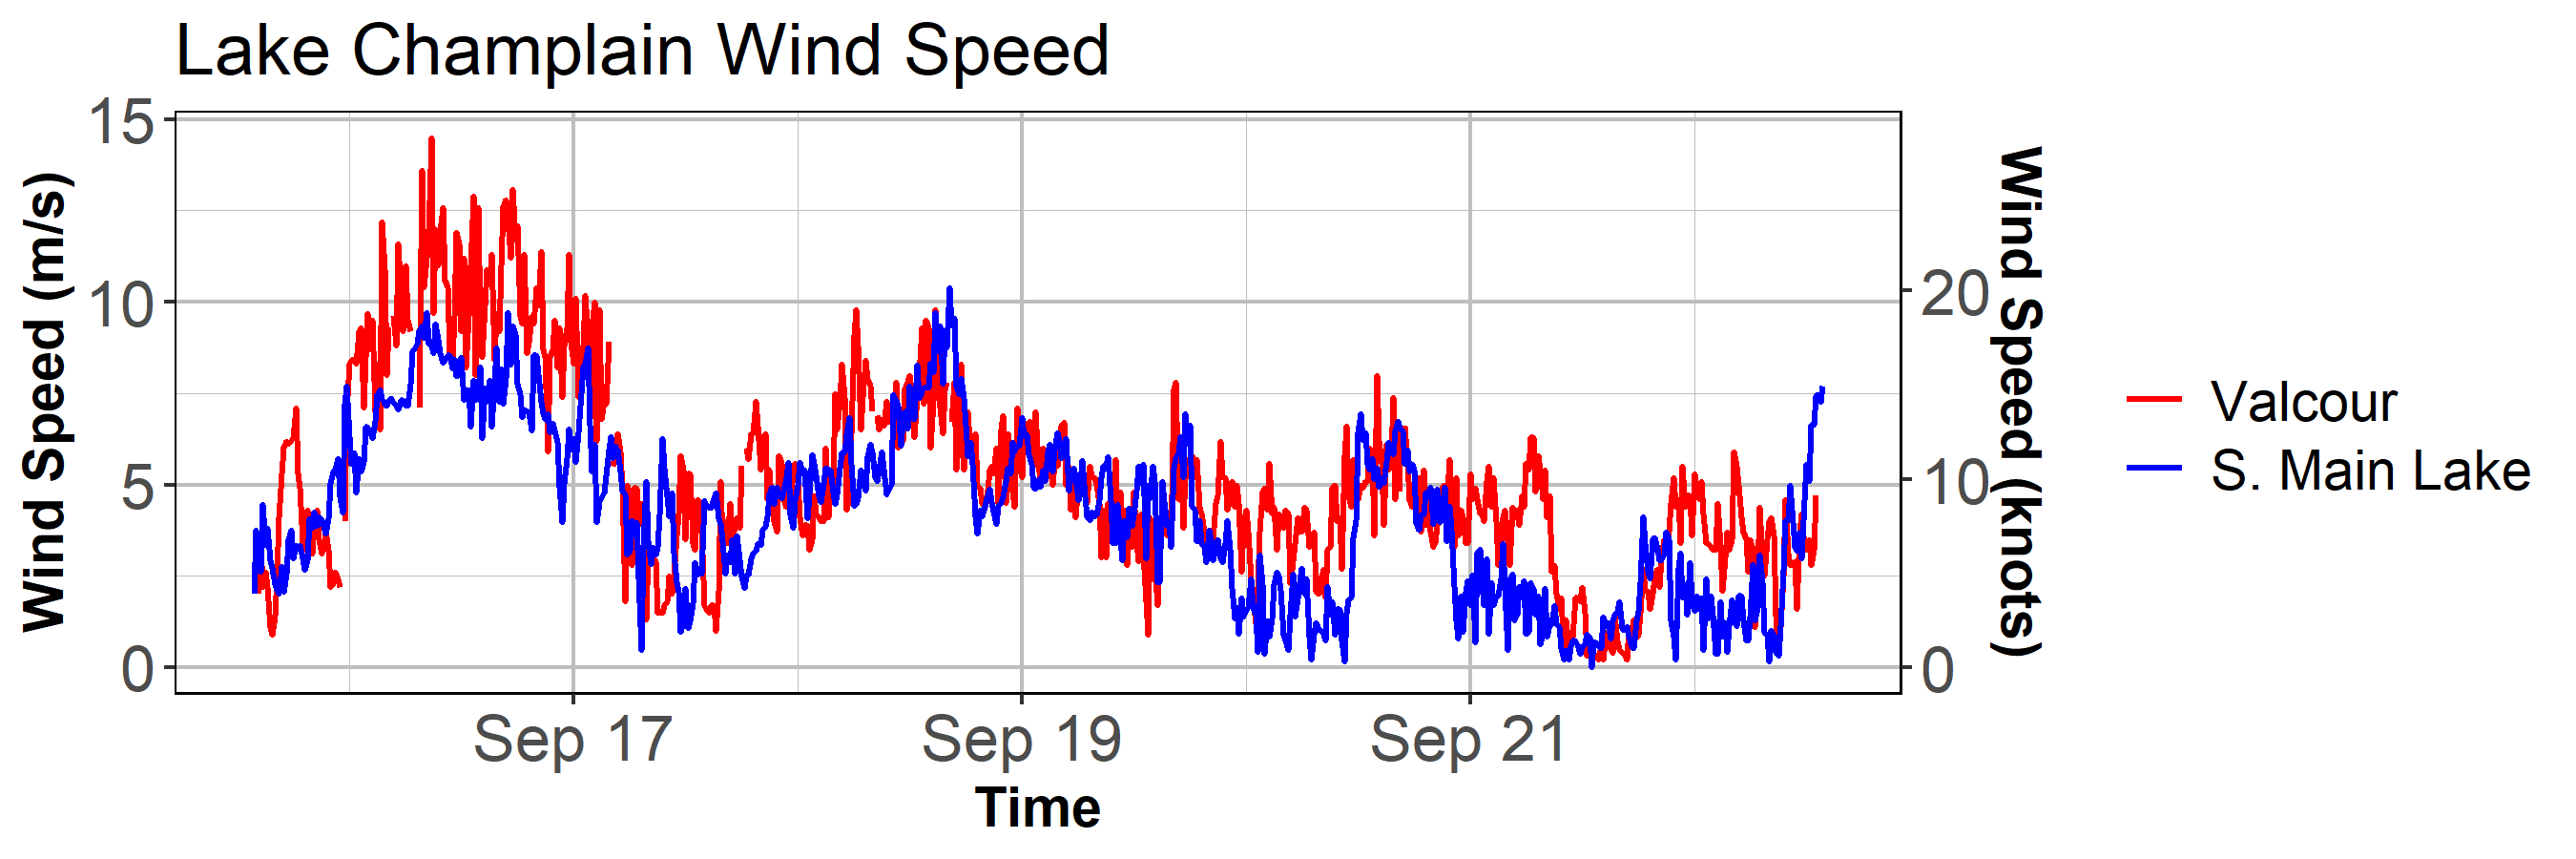 Lake Champlain Wind Speed
Wind Speed (m/s)
15
10
5
0
Sep 17
Sep 19
Sep 21
Time
20
10
0
Wind Speed (knots)
Valcour
S. Main Lake